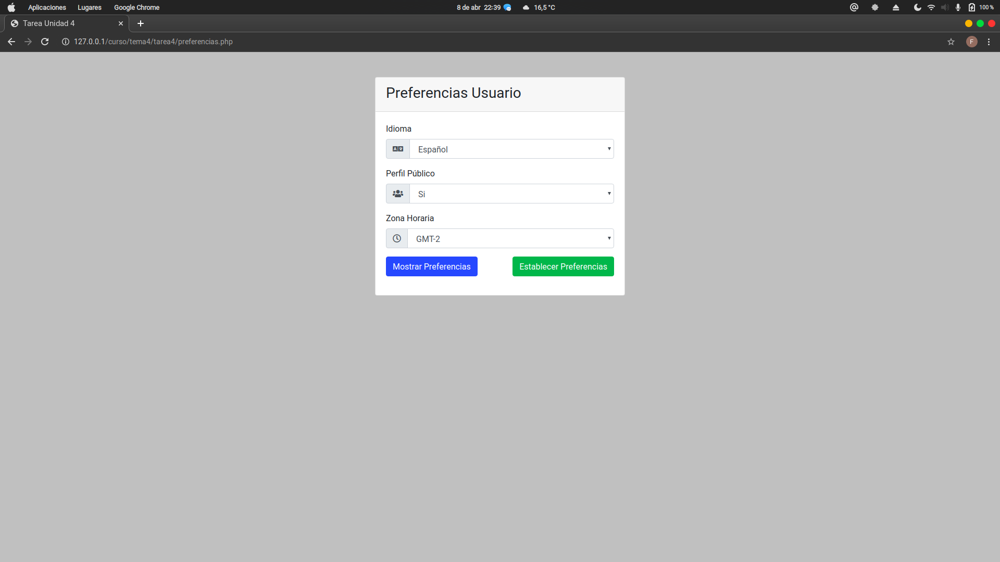 Aplicaciones Lugares Google Chrome 8 de abr 22:39 16,5 °C 100 %
Tarea Unidad 4
127.0.0.1/curso/tema4/tarea4/preferencias.php F
Preferencias Usuario
Idioma
Español
Perfil Público
Si
Zona Horaria
GMT-2
Mostrar Preferencias Establecer Preferencias